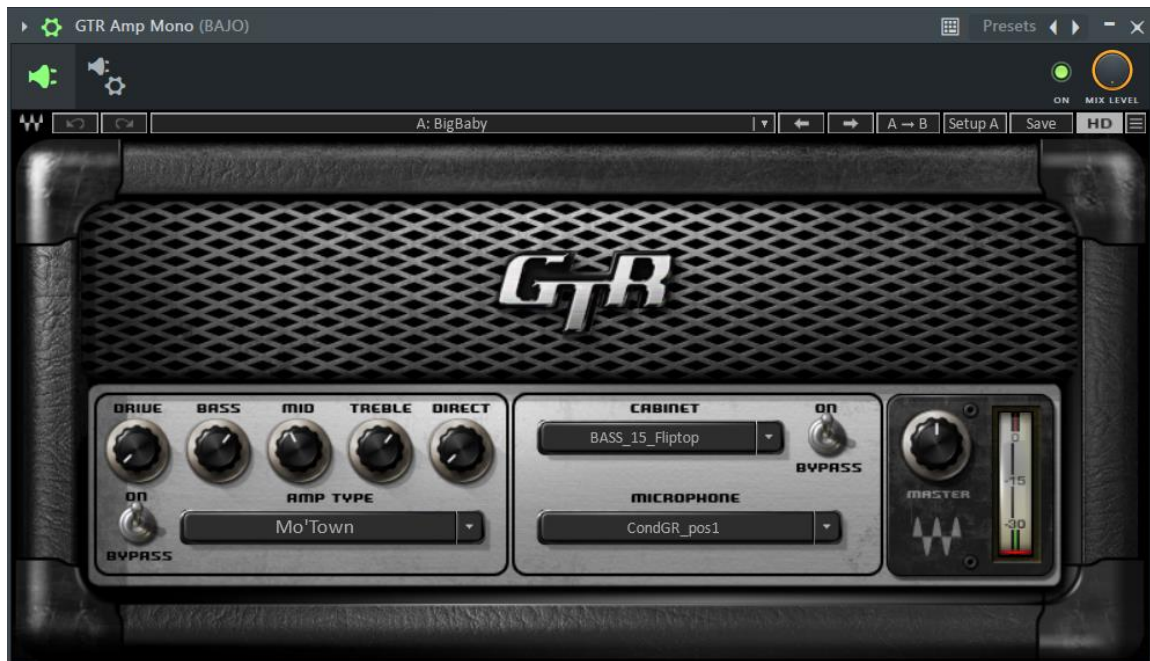 GTR Amp Mono (BAJO) Presets
ON MIX LEVEL
A: BigBaby A → B Setup A Save HD
GTR
DRIVE BASS MID TREBLE DIRECT
ON
BYPASS
AMP TYPE
Mo'Town
CABINET
BASS_15_Fliptop
ON
BYPASS
MICROPHONE
CondGR_pos1
MASTER
0
-15
-30